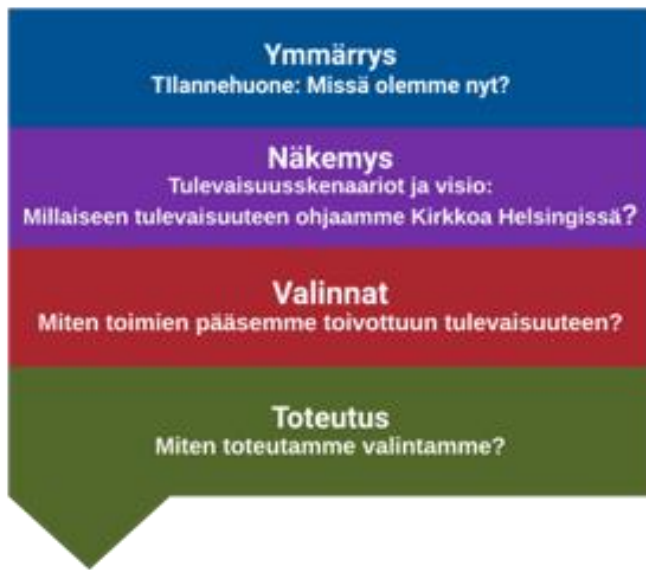 Ymmärrys
TIlannehuone: Missä olemme nyt?
Näkemys
Tulevaisuusskenaariot ja visio:
Millaiseen tulevaisuuteen ohjaamme Kirkkoa Helsingissä?
Valinnat
Miten toimien pääsemme toivottuun tulevaisuuteen?
Toteutus
Miten toteutamme valintamme?